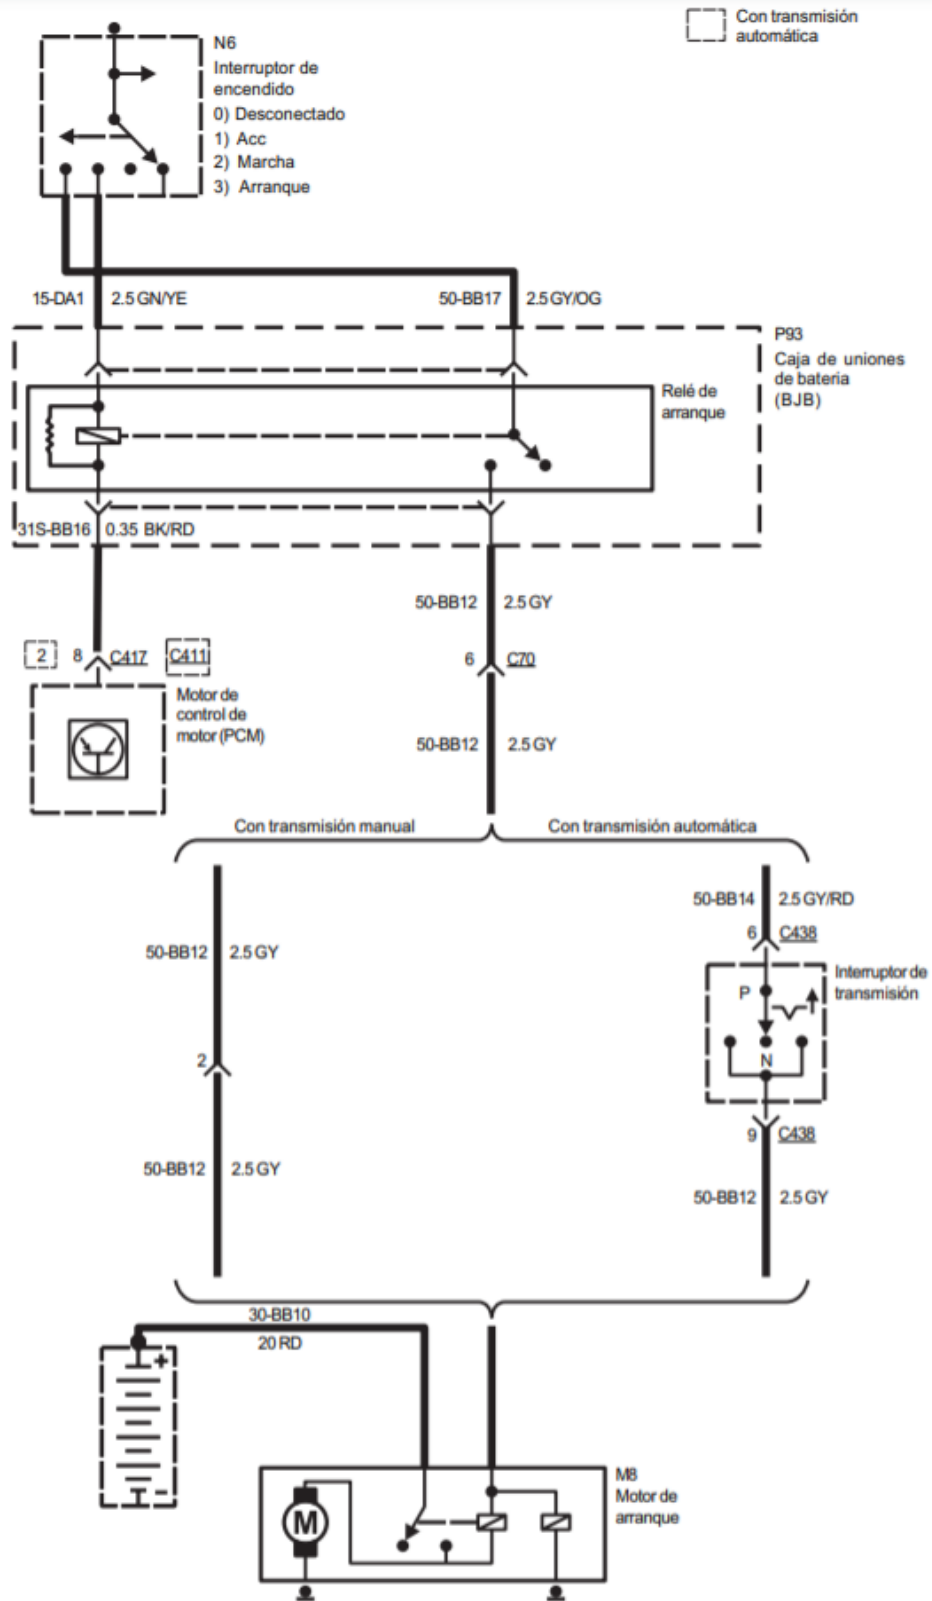 Con transmisión
automática
N6
Interruptor de
encendido
0) Desconectado
1) Acc
2) Marcha
3) Arranque
15-DA1 2.5 GN/YE
50-BB17 2.5 GY/OG
P93
Caja de uniones
de bateria
(BJB)
Relé de
arranque
31S-BB16 0.35 BK/RD
50-BB12 2.5 GY
2 8 C417 C411
6 C70
Motor de
control de
motor (PCM)
50-BB12 2.5 GY
Con transmisión manual
Con transmisión automática
50-BB14 2.5 GY/RD
6 C438
50-BB12 2.5 GY
Interruptor de
transmisión
P
N
2
9 C438
50-BB12 2.5 GY
50-BB12 2.5 GY
30-BB10
20 RD
+
-
M8
Motor de
arranque
M